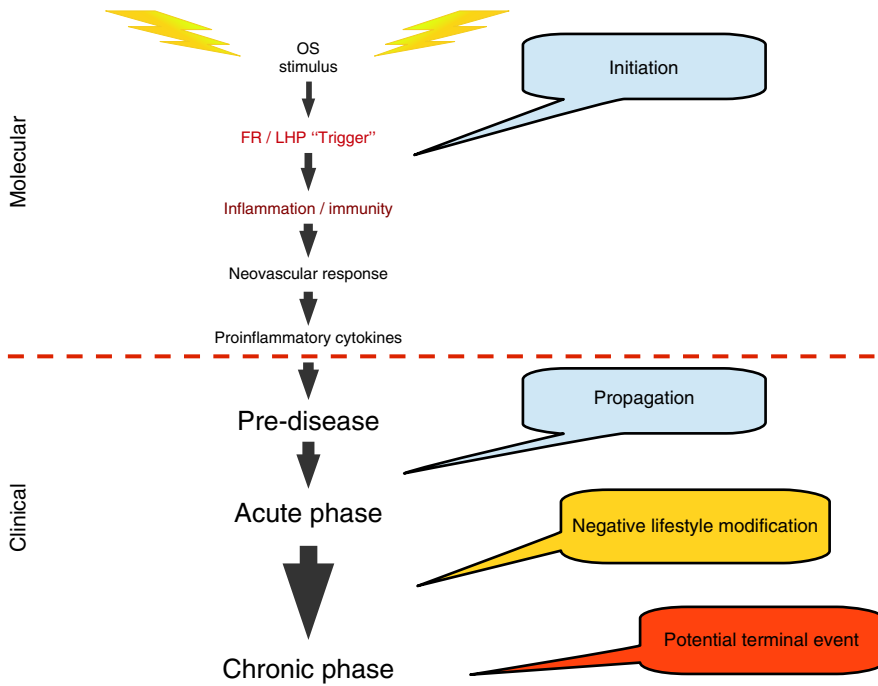 OS
stimulus
Initiation
FR / LHP “Trigger”
Molecular
Inflammation / immunity
Neovascular response
Proinflammatory cytokines
Propagation
Pre-disease
Clinical
Acute phase
Negative lifestyle modification
Potential terminal event
Chronic phase